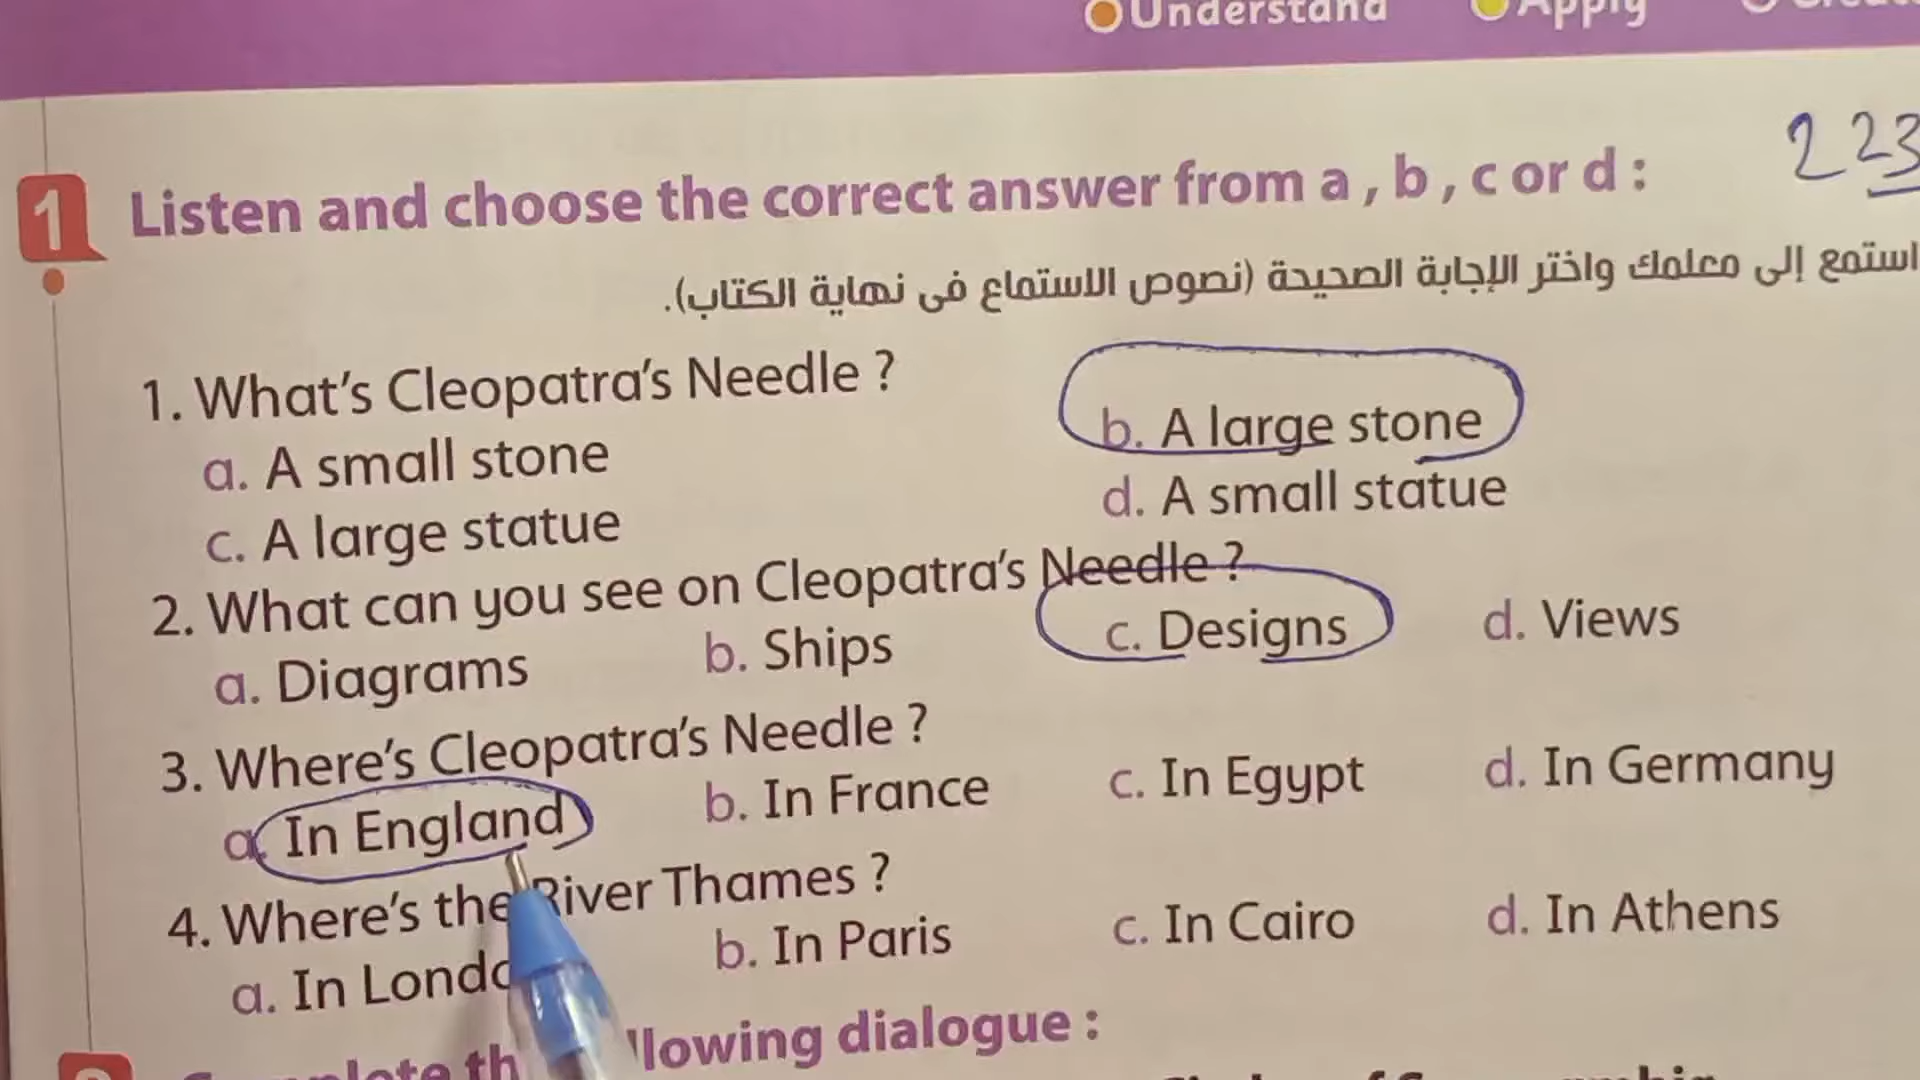 Understand Apply
223
1 Listen and choose the correct answer from a , b , c or d :
استمع إلى معلمك واختر الإجابة الصحيحة (نصوص الاستماع فى نهاية الكتاب).
1. What's Cleopatra's Needle ?
a. A small stone b. A large stone
c. A large statue d. A small statue
2. What can you see on Cleopatra's Needle ?
a. Diagrams b. Ships c. Designs d. Views
3. Where's Cleopatra's Needle ?
a. In England b. In France c. In Egypt d. In Germany
4. Where's the River Thames ?
a. In b. In Paris c. In Cairo d. In Athens
dialogue :